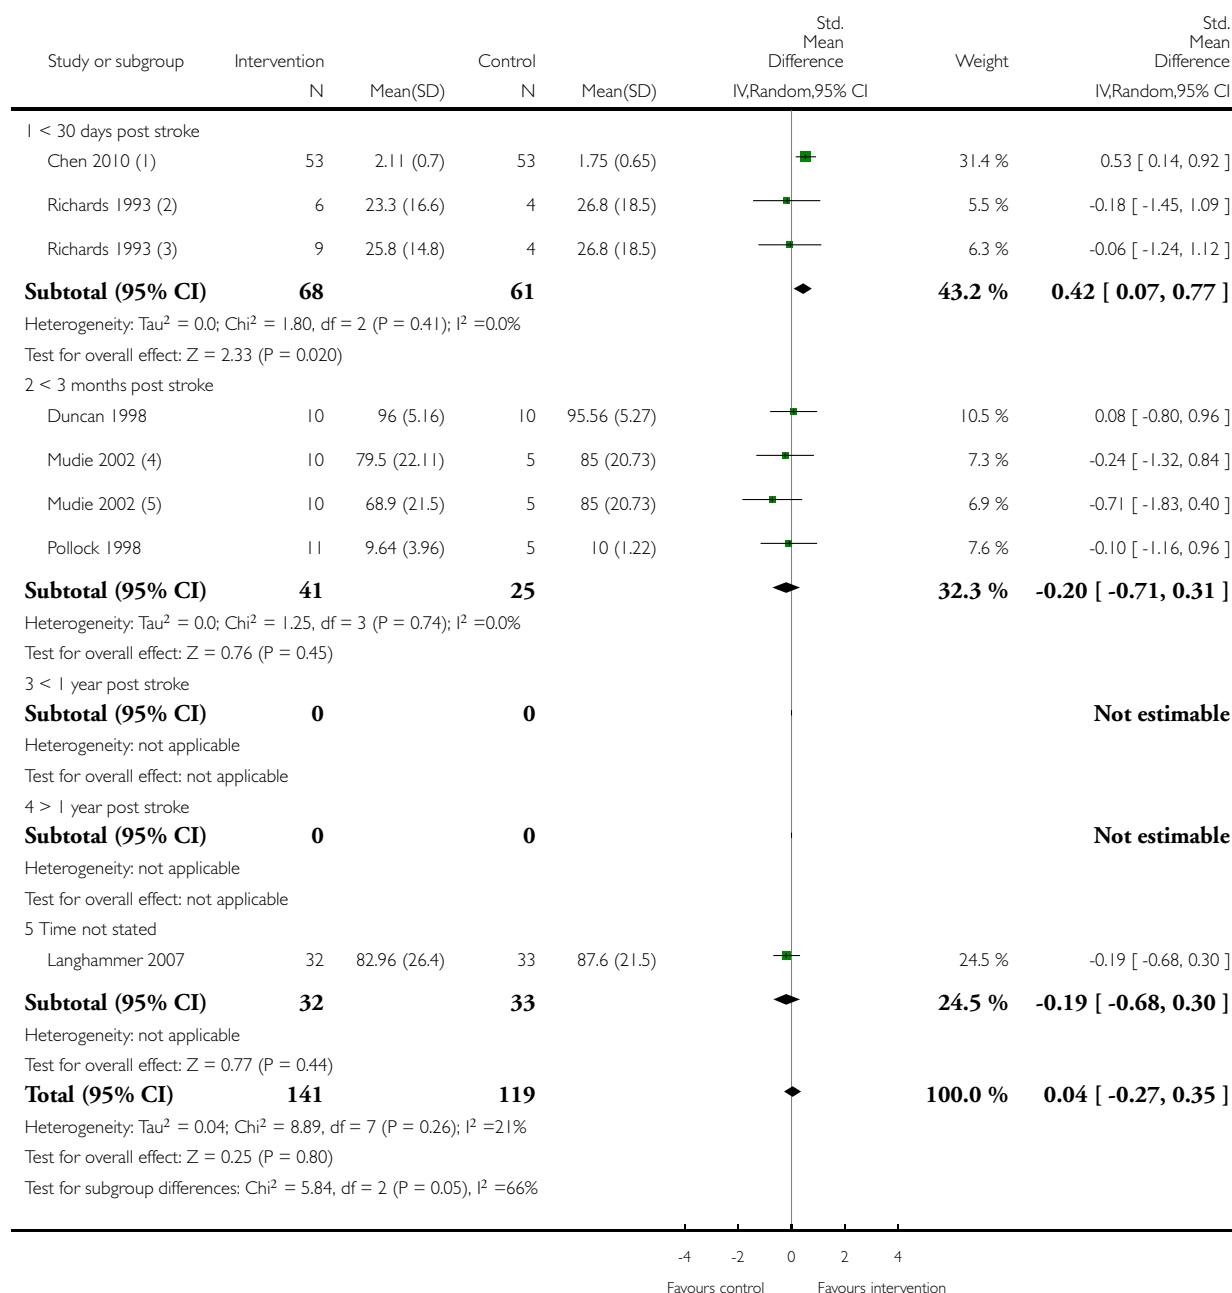 Study or subgroup Intervention Control Std. Mean Difference Weight Std. Mean Difference
N Mean(SD) N Mean(SD) IV,Random,95% CI IV,Random,95% CI
1 < 30 days post stroke
Chen 2010 (1) 53 2.11 (0.7) 53 1.75 (0.65) 31.4 % 0.53 [ 0.14, 0.92 ]
Richards 1993 (2) 6 23.3 (16.6) 4 26.8 (18.5) 5.5 % -0.18 [ -1.45, 1.09 ]
Richards 1993 (3) 9 25.8 (14.8) 4 26.8 (18.5) 6.3 % -0.06 [ -1.24, 1.12 ]
Subtotal (95% CI) 68 61 43.2 % 0.42 [ 0.07, 0.77 ]
Heterogeneity: Tau² = 0.0; Chi² = 1.80, df = 2 (P = 0.41); I² =0.0%
Test for overall effect: Z = 2.33 (P = 0.020)
2 < 3 months post stroke
Duncan 1998 10 96 (5.16) 10 95.56 (5.27) 10.5 % 0.08 [ -0.80, 0.96 ]
Mudie 2002 (4) 10 79.5 (22.11) 5 85 (20.73) 7.3 % -0.24 [ -1.32, 0.84 ]
Mudie 2002 (5) 10 68.9 (21.5) 5 85 (20.73) 6.9 % -0.71 [ -1.83, 0.40 ]
Pollock 1998 11 9.64 (3.96) 5 10 (1.22) 7.6 % -0.10 [ -1.16, 0.96 ]
Subtotal (95% CI) 41 25 32.3 % -0.20 [ -0.71, 0.31 ]
Heterogeneity: Tau² = 0.0; Chi² = 1.25, df = 3 (P = 0.74); I² =0.0%
Test for overall effect: Z = 0.76 (P = 0.45)
3 < 1 year post stroke
Subtotal (95% CI) 0 0 Not estimable
Heterogeneity: not applicable
Test for overall effect: not applicable
4 > 1 year post stroke
Subtotal (95% CI) 0 0 Not estimable
Heterogeneity: not applicable
Test for overall effect: not applicable
5 Time not stated
Langhammer 2007 32 82.96 (26.4) 33 87.6 (21.5) 24.5 % -0.19 [ -0.68, 0.30 ]
Subtotal (95% CI) 32 33 24.5 % -0.19 [ -0.68, 0.30 ]
Heterogeneity: not applicable
Test for overall effect: Z = 0.77 (P = 0.44)
Total (95% CI) 141 119 100.0 % 0.04 [ -0.27, 0.35 ]
Heterogeneity: Tau² = 0.04; Chi² = 8.89, df = 7 (P = 0.26); I² =21%
Test for overall effect: Z = 0.25 (P = 0.80)
Test for subgroup differences: Chi² = 5.84, df = 2 (P = 0.05), I² =66%
-4 -2 0 2 4
Favours control Favours intervention